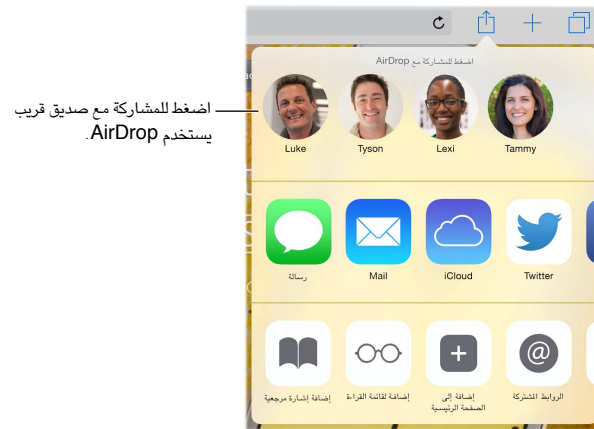 اضغط للمشاركة مع AirDrop
اضغط للمشاركة مع صديق قريب
يستخدم AirDrop.
Luke
Tyson
Lexi
Tammy
رسالة
Mail
iCloud
Twitter
إضافة إشارة مرجعية
إضافة لقائمة القراءة
إضافة إلى
الصفحة الرئيسية
@
الروابط المشتركة